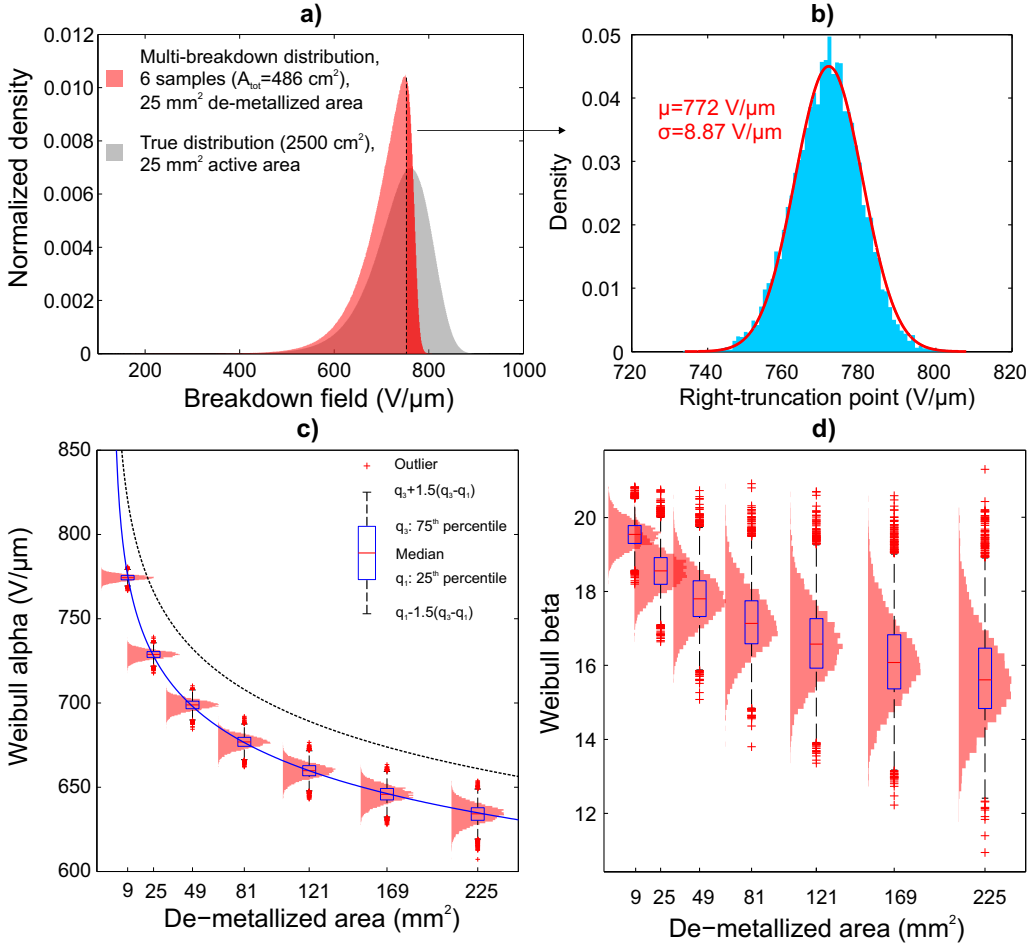 a)
Normalized density
0.012
0.010
0.008
0.006
0.004
0.002
0
Multi-breakdown distribution,
6 samples (Aₜₒₜ=486 cm²),
25 mm² de-metallized area
True distribution (2500 cm²),
25 mm² active area
200
400
600
800
1000
Breakdown field (V/μm)
b)
Density
0.05
0.04
0.03
0.02
0.01
0
μ=772 V/μm
σ=8.87 V/μm
720
740
760
780
800
820
Right-truncation point (V/μm)
c)
Weibull alpha (V/μm)
850
800
750
700
650
600
Outlier
q₃+1.5(q₃-q₁)
q₃: 75ᵗʰ percentile
Median
q₁: 25ᵗʰ percentile
q₁-1.5(q₃-q₁)
9
25
49
81
121
169
225
De−metallized area (mm²)
d)
Weibull beta
20
18
16
14
12
9
25
49
81
121
169
225
De−metallized area (mm²)